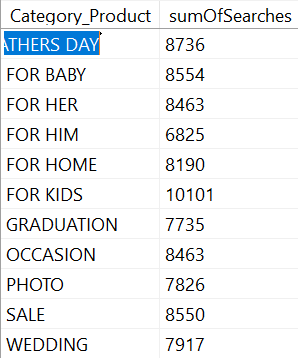 Category_Product sumOfSearches
ATHERS DAY 8736
FOR BABY 8554
FOR HER 8463
FOR HIM 6825
FOR HOME 8190
FOR KIDS 10101
GRADUATION 7735
OCCASION 8463
PHOTO 7826
SALE 8550
WEDDING 7917